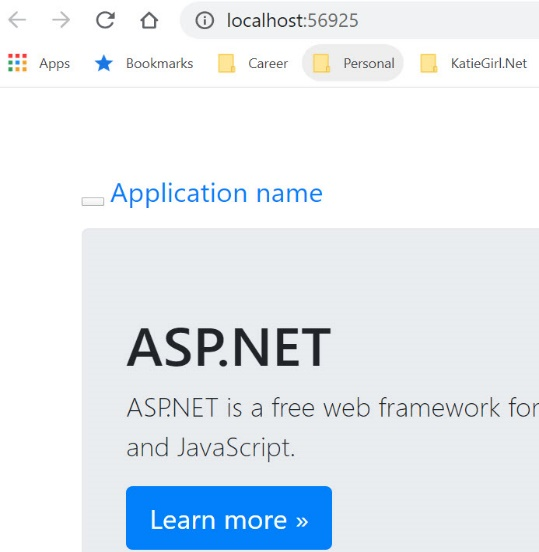 localhost:56925
Apps Bookmarks Career Personal KatieGirl.Net
Application name
ASP.NET
ASP.NET is a free web framework for
and JavaScript.
Learn more »